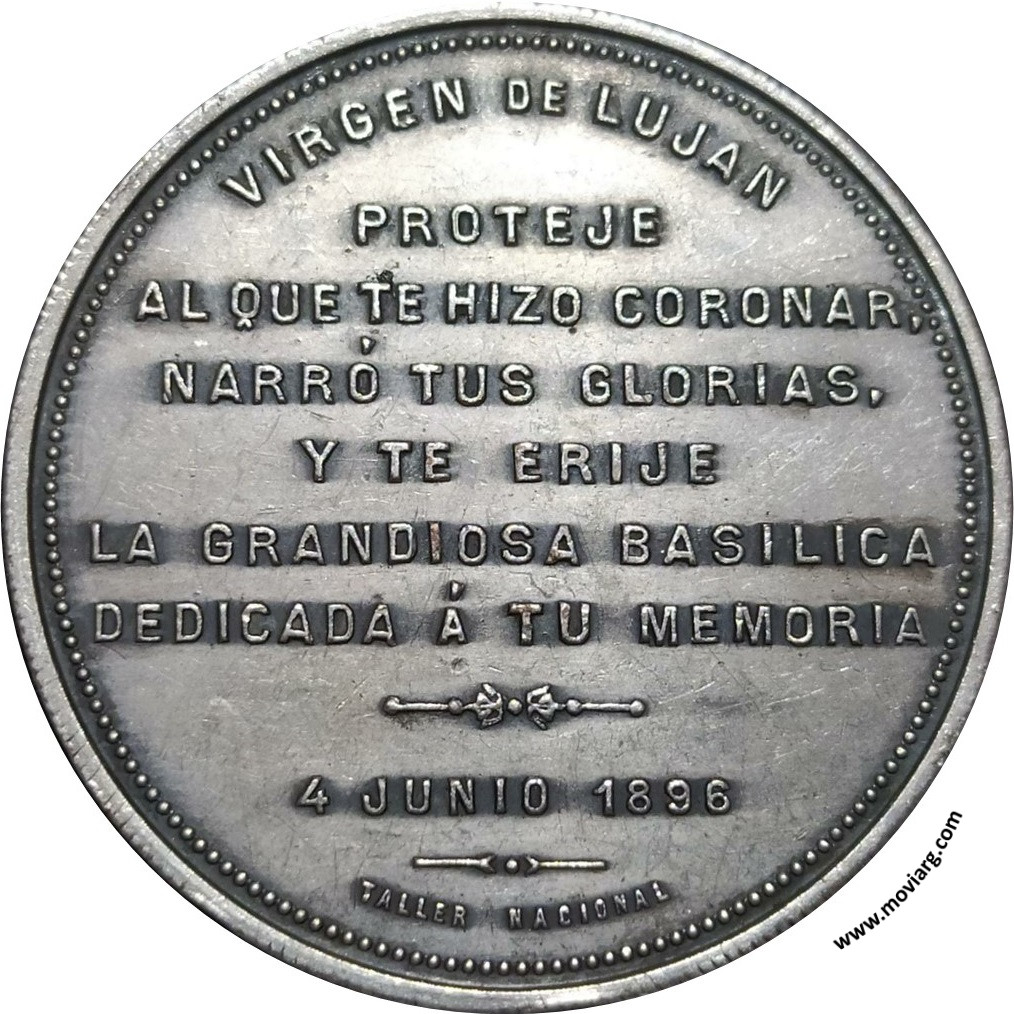 VIRGEN DE LUJAN
PROTEJE
AL QUE TE HIZO CORONAR,
NARRÓ TUS GLORIAS,
Y TE ERIJE
LA GRANDIOSA BASILICA
DEDICADA Á TU MEMORIA
4 JUNIO 1896
TALLER NACIONAL
www.moviarg.com